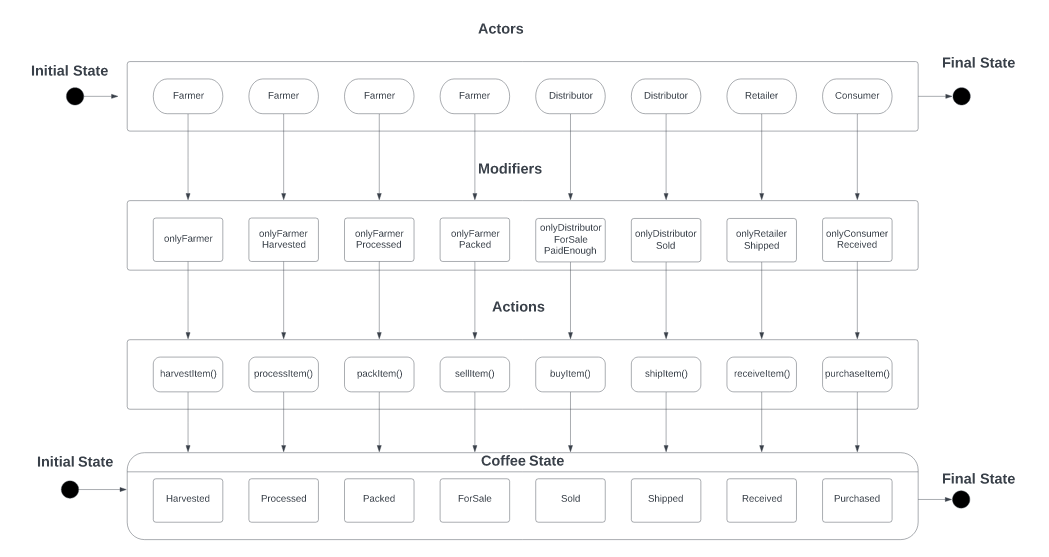 Actors
Initial State
Final State
Farmer
Farmer
Farmer
Farmer
Distributor
Distributor
Retailer
Consumer
Modifiers
onlyFarmer
onlyFarmer
Harvested
onlyFarmer
Processed
onlyFarmer
Packed
onlyDistributor
ForSale
PaidEnough
onlyDistributor
Sold
onlyRetailer
Shipped
onlyConsumer
Received
Actions
harvestItem()
processItem()
packItem()
sellItem()
buyItem()
shipItem()
receiveItem()
purchaseItem()
Initial State
Coffee State
Final State
Harvested
Processed
Packed
ForSale
Sold
Shipped
Received
Purchased